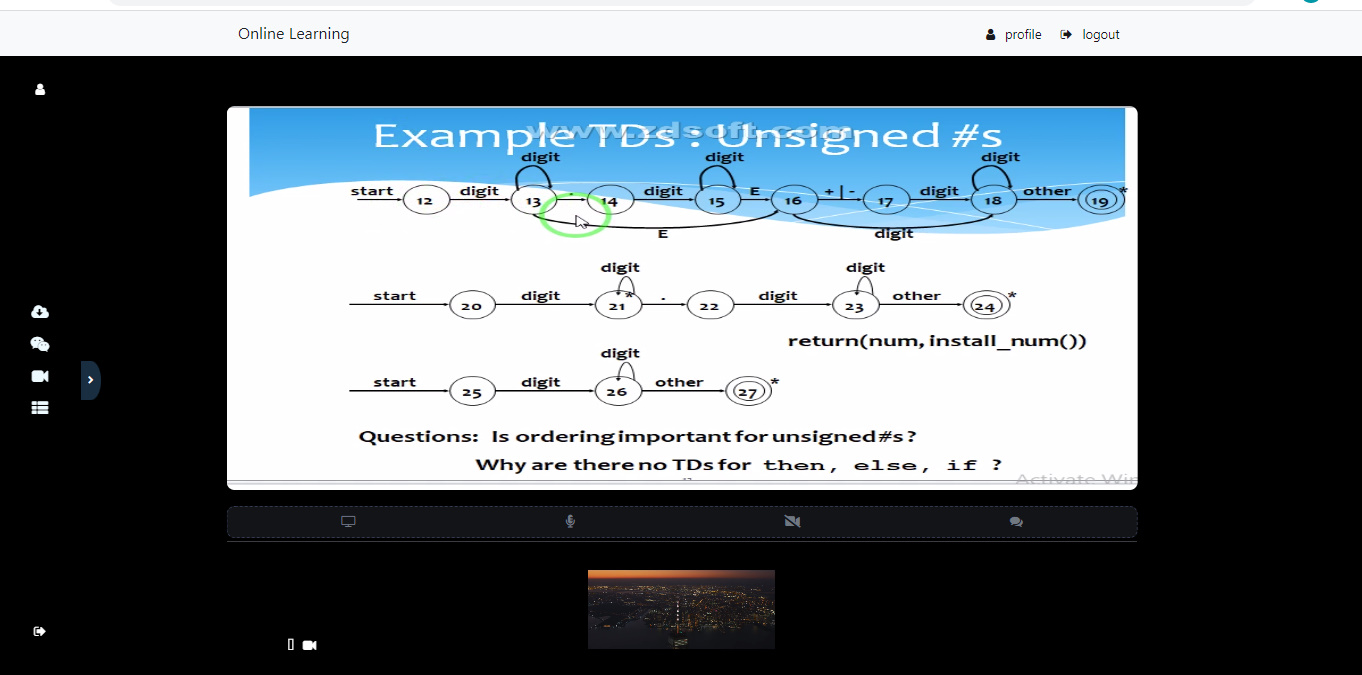 Online Learning
profile
logout
www.zdsoft.com
Example TDs : Unsigned #s
digit digit digit
start digit . digit E + | - digit other *
12 13 14 15 16 17 18 19
E digit
digit digit
start digit * . digit other *
20 21 22 23 24
return(num, install_num())
digit
start digit other *
25 26 27
Questions: Is ordering important for unsigned #s ?
Why are there no TDs for then, else, if ?
Activate Win